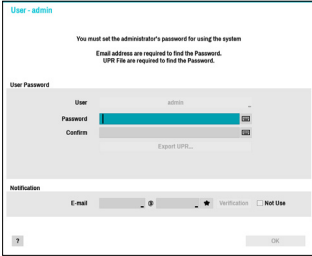 User - admin
You must set the administrator's password for using the system
Email address are required to find the Password.
UPR File are required to find the Password.
User Password
User admin
Password
Confirm
Export UPR...
Notification
E-mail _ @ _ ★ Verification Not Use
? OK